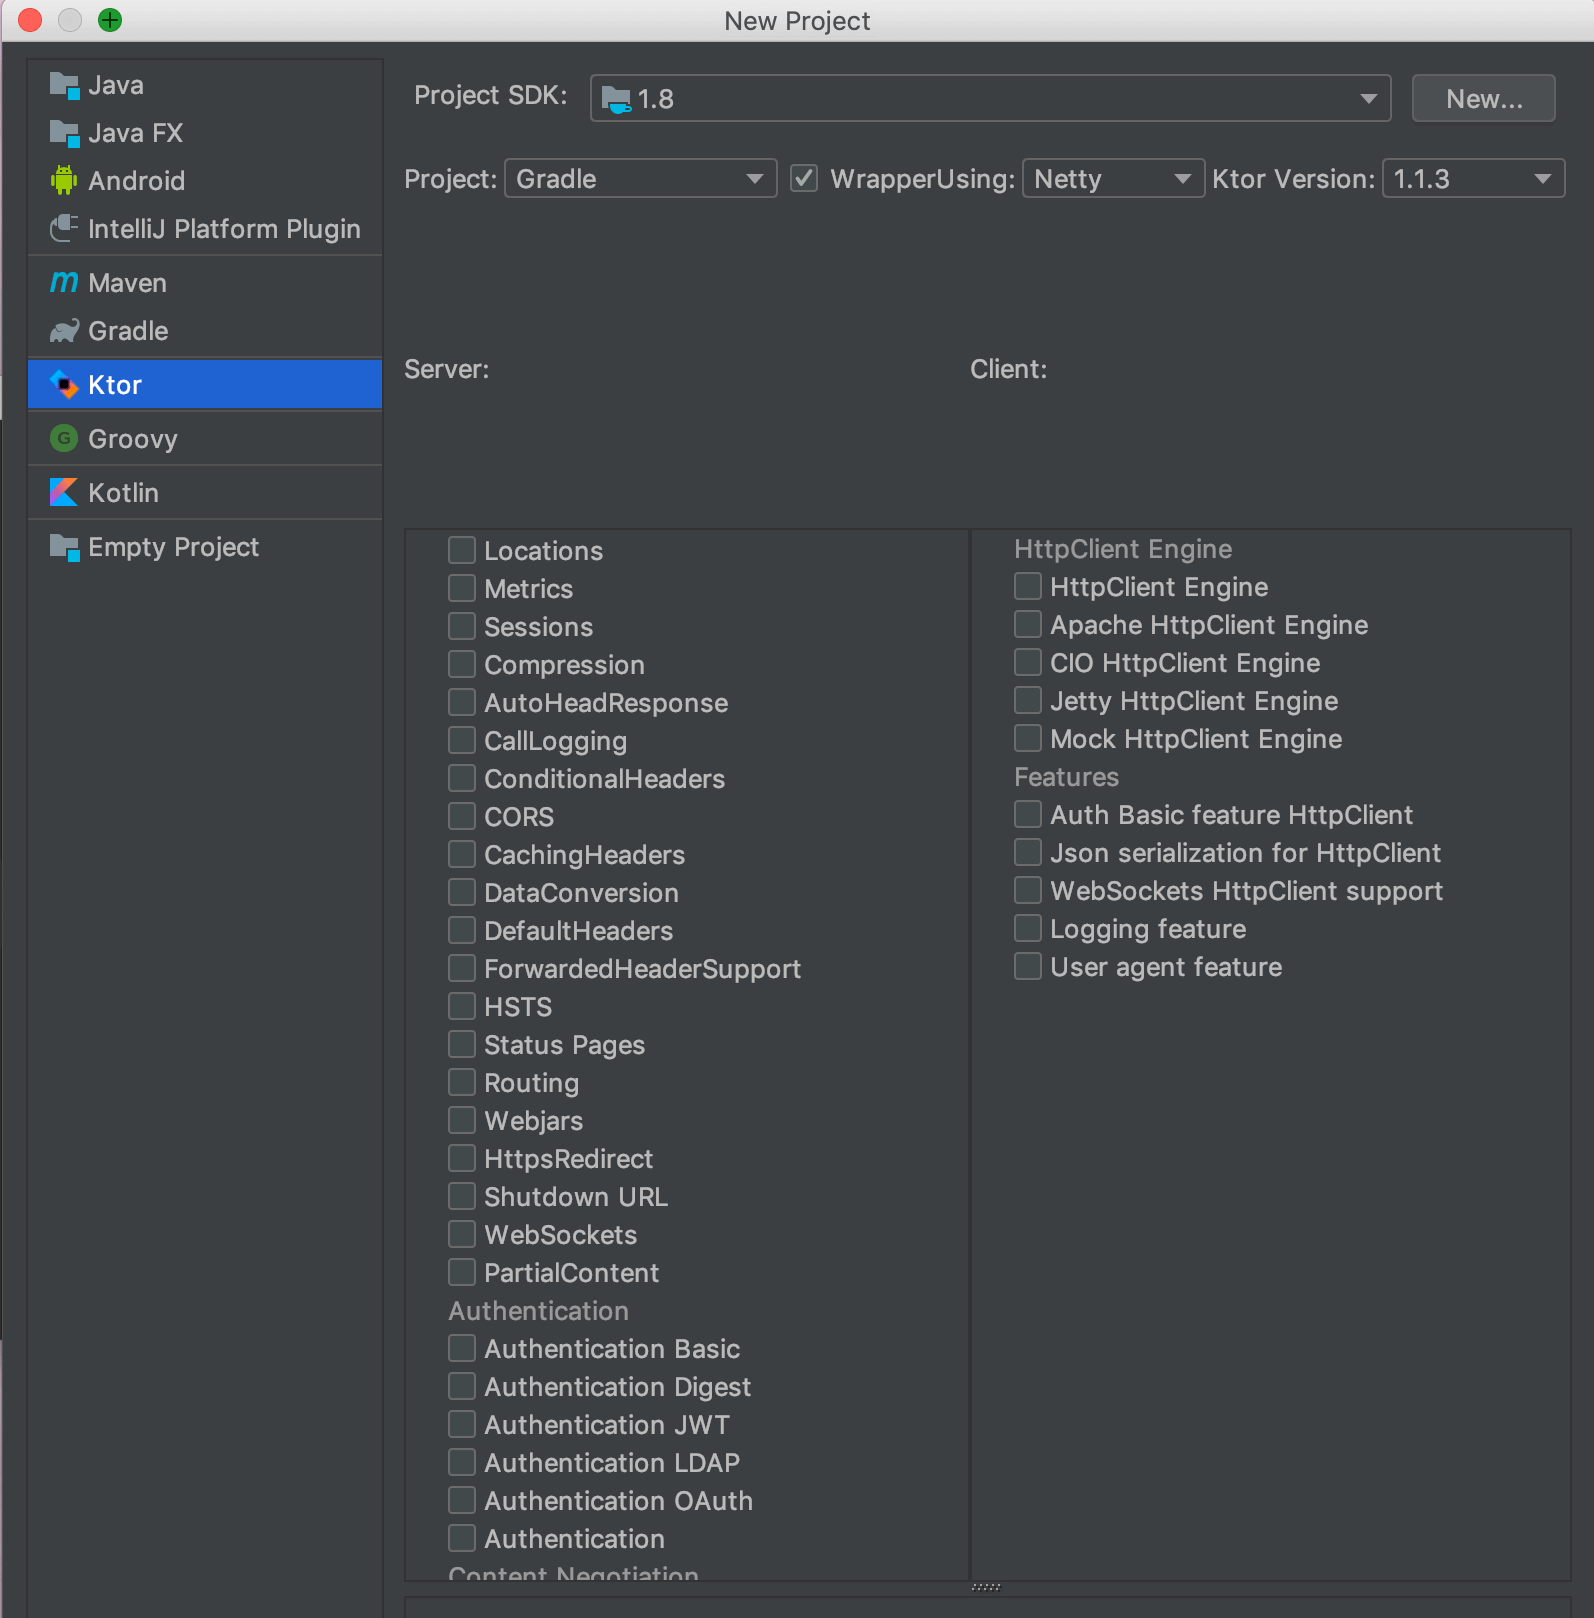 New Project
Java
Java FX
Android
IntelliJ Platform Plugin
Maven
Gradle
Ktor
Groovy
Kotlin
Empty Project
Project SDK: 1.8 New...
Project: Gradle WrapperUsing: Netty Ktor Version: 1.1.3
Server:
Locations
Metrics
Sessions
Compression
AutoHeadResponse
CallLogging
ConditionalHeaders
CORS
CachingHeaders
DataConversion
DefaultHeaders
ForwardedHeaderSupport
HSTS
Status Pages
Routing
Webjars
HttpsRedirect
Shutdown URL
WebSockets
PartialContent
Authentication
Authentication Basic
Authentication Digest
Authentication JWT
Authentication LDAP
Authentication OAuth
Authentication
Content Negotiation
Client:
HttpClient Engine
HttpClient Engine
Apache HttpClient Engine
CIO HttpClient Engine
Jetty HttpClient Engine
Mock HttpClient Engine
Features
Auth Basic feature HttpClient
Json serialization for HttpClient
WebSockets HttpClient support
Logging feature
User agent feature